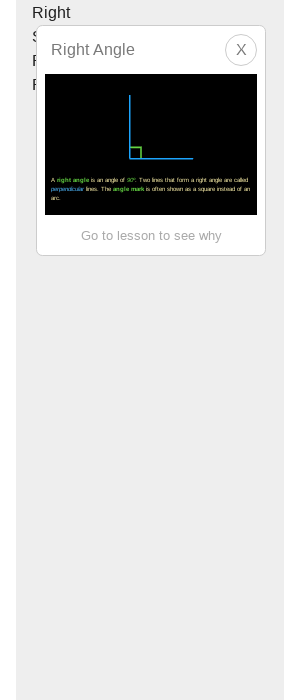 Right
Right Angle
X
A right angle is an angle of 90°. Two lines that form a right angle are called
perpendicular lines. The angle mark is often shown as a square instead of an
arc.
Go to lesson to see why